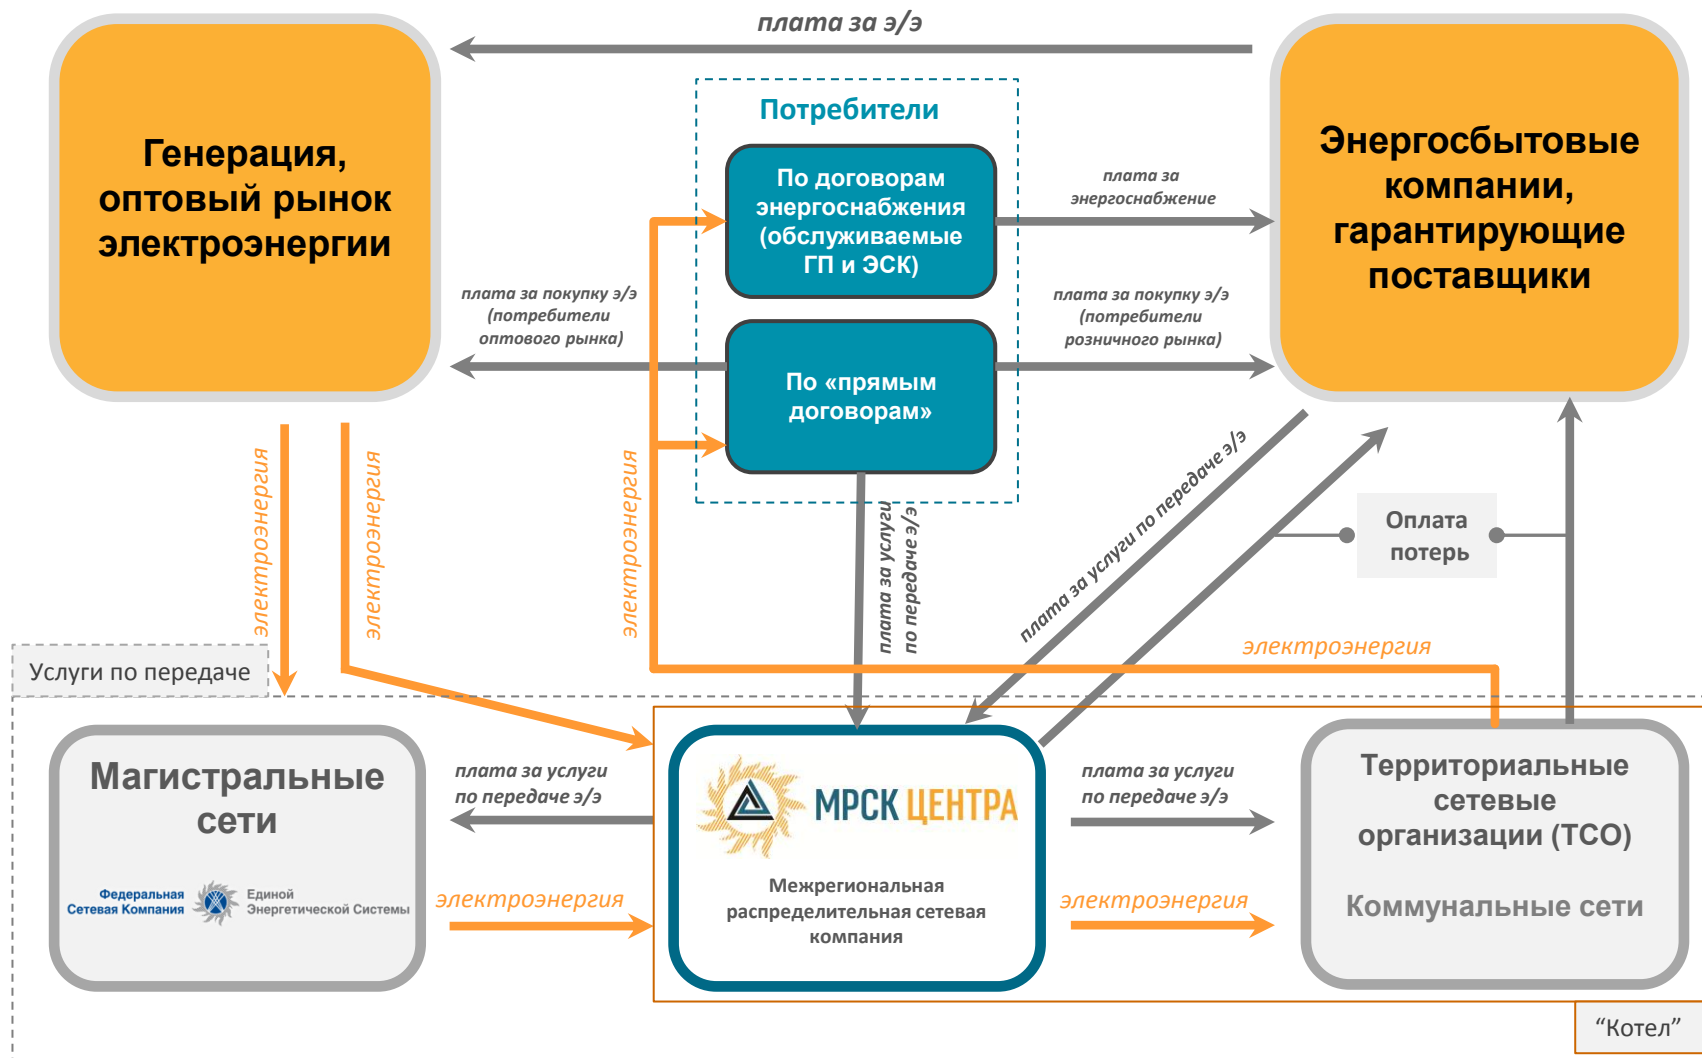 плата за э/э
Генерация,
оптовый рынок
электроэнергии
Потребители
По договорам
энергоснабжения
(обслуживаемые
ГП и ЭСК)
плата за
энергоснабжение
Энергосбытовые
компании,
гарантирующие
поставщики
плата за покупку э/э
(потребители
оптового рынка)
По «прямым
договорам»
плата за покупку э/э
(потребители
розничного рынка)
электроэнергия
электроэнергия
электроэнергия
плата за услуги
по передаче э/э
плата за услуги по передаче э/э
Оплата
потерь
электроэнергия
Услуги по передаче
Магистральные
сети
Федеральная
Сетевая Компания
Единой
Энергетической Системы
плата за услуги
по передаче э/э
электроэнергия
МРСК ЦЕНТРА
Межрегиональная
распределительная сетевая
компания
плата за услуги
по передаче э/э
электроэнергия
Территориальные
сетевые
организации (ТСО)
Коммунальные сети
“Котел”